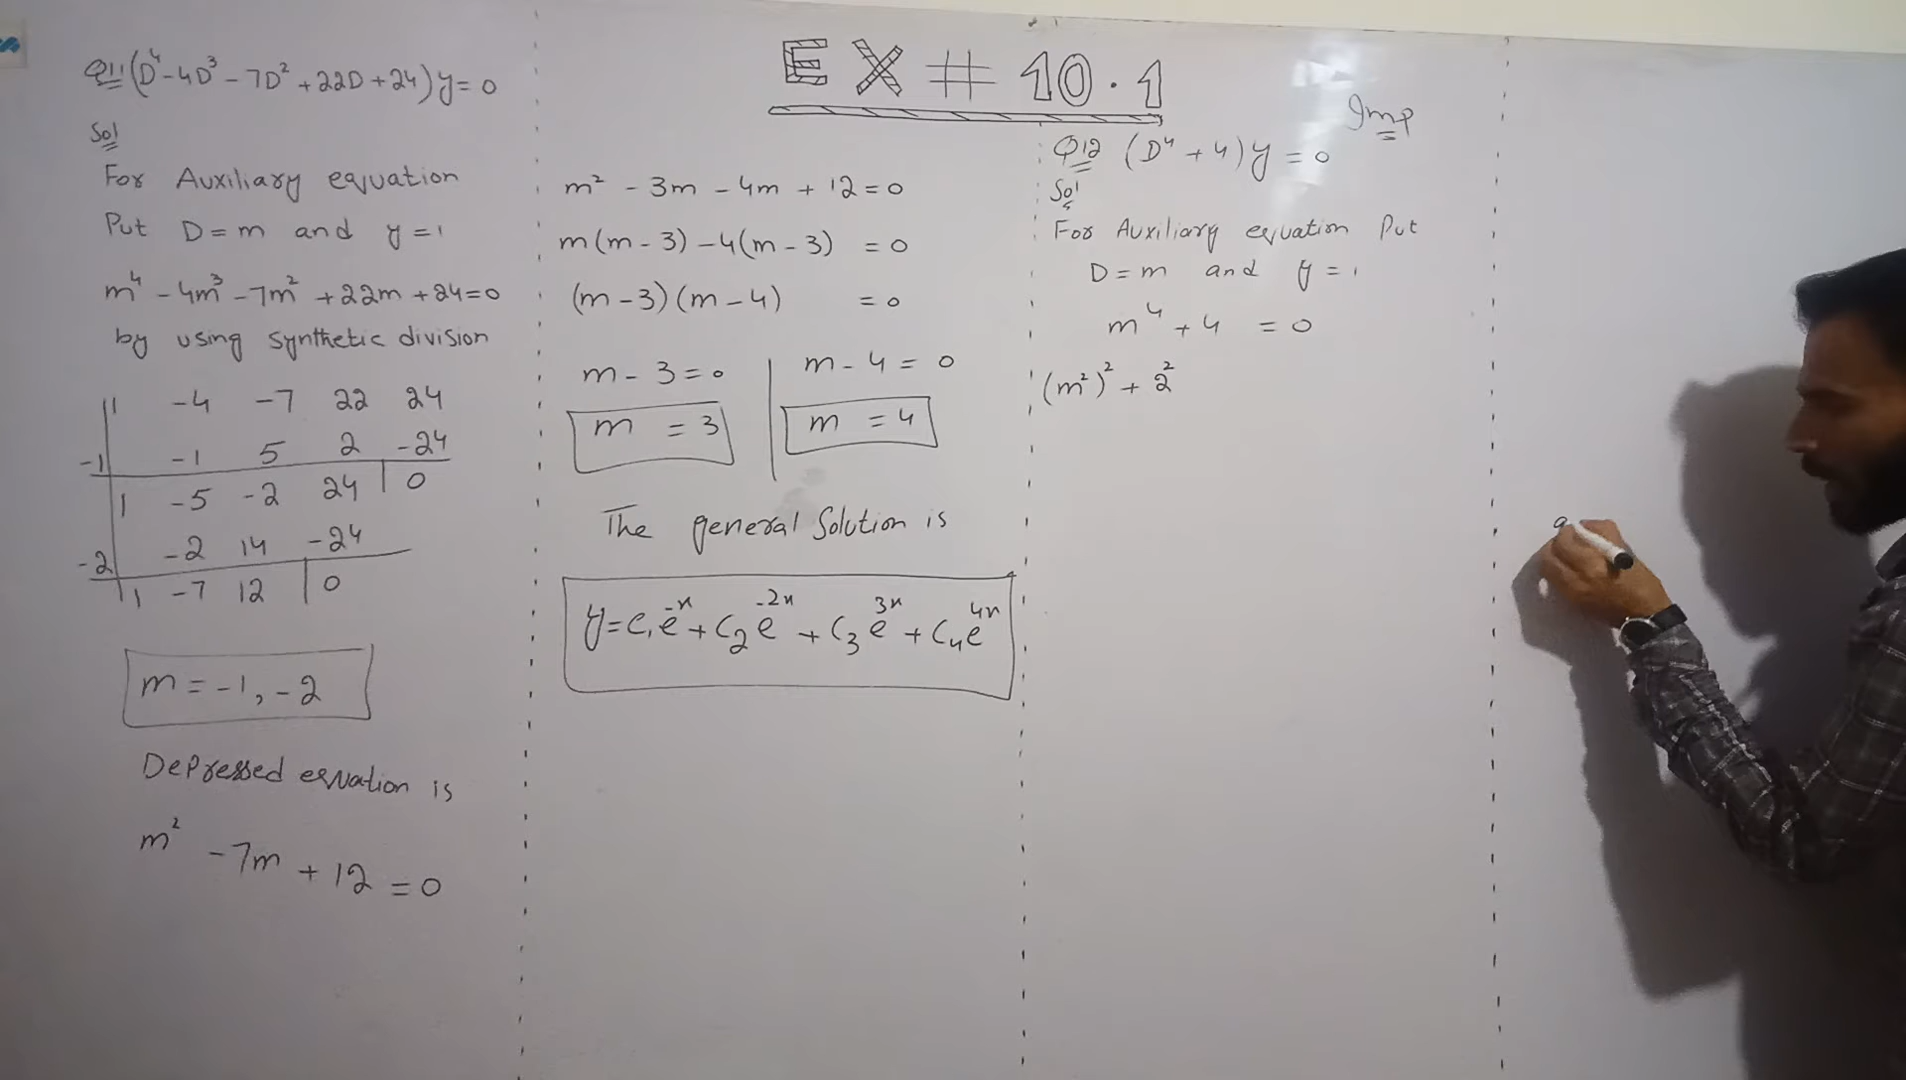 EX # 10.1
Q11 (D⁴ - 4D³ - 7D² + 22D + 24) y = 0
Sol
For Auxiliary equation
Put D = m and y = 1
m⁴ - 4m³ - 7m² + 22m + 24 = 0
by using synthetic division
1 -4 -7 22 24
-1 -1 5 2 -24
1 -5 -2 24 | 0
-2 -2 14 -24
1 -7 12 | 0
m = -1, -2
Depressed equation is
m² - 7m + 12 = 0
m² - 3m - 4m + 12 = 0
m(m - 3) - 4(m - 3) = 0
(m - 3)(m - 4) = 0
m - 3 = 0 | m - 4 = 0
m = 3 | m = 4
The general Solution is
y = c₁e⁻ˣ + c₂e⁻²ˣ + c₃e³ˣ + c₄e⁴ˣ
Imp
Q12 (D⁴ + 4) y = 0
Sol
For Auxiliary equation Put
D = m and y = 1
m⁴ + 4 = 0
(m²)² + 2²